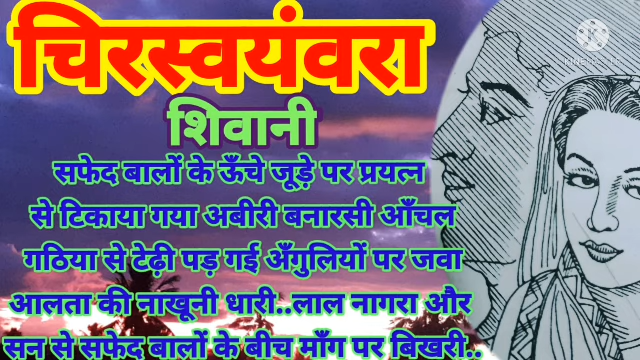 चिरस्वयंवरा
शिवानी
सफेद बालों के ऊँचे जूड़े पर प्रयत्न
से टिकाया गया अबीरी बनारसी आँचल
गठिया से टेढ़ी पड़ गई अँगुलियों पर जवा
आलता की नाखूनी धारी..लाल नागरा और
सन से सफेद बालों के बीच माँग पर बिखरी..